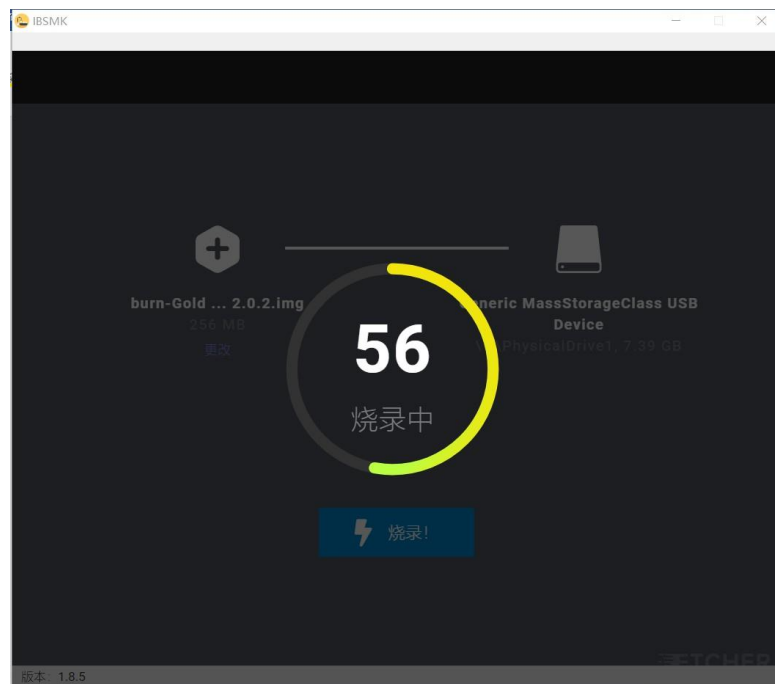 IBSMK
burn-Gold ... 2.0.2.img
256 MB
更改
neric MassStorageClass USB
Device
PhysicalDrive1, 7.39 GB
56
烧录中
烧录!
ETCHER
版本: 1.8.5